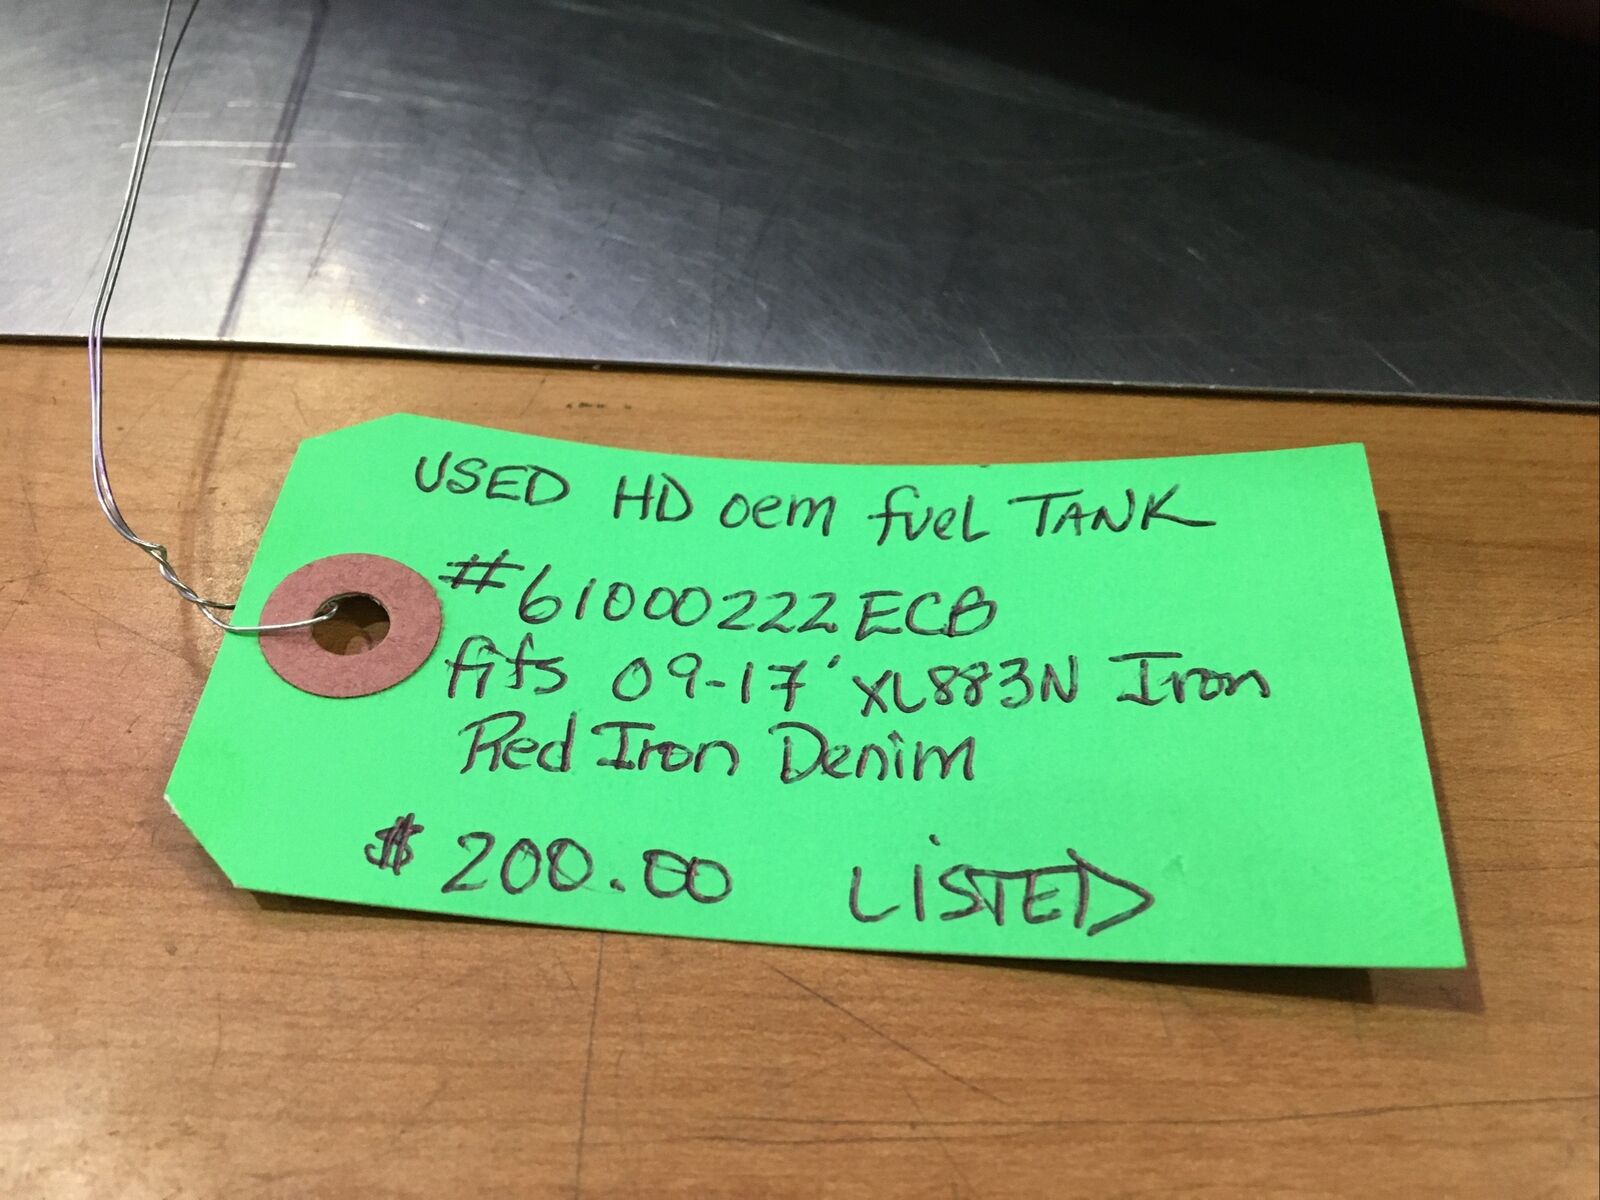 USED HD oem fuel TANK
#61000222ECB
fits 09-17' XL883N Iron
Red Iron Denim
$200.00 LiSTED